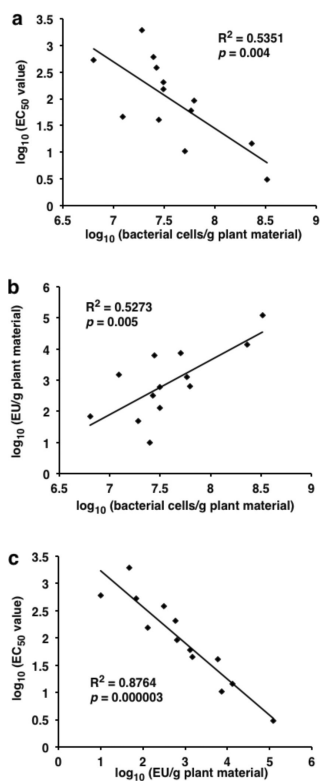 a
3.5
3
2.5
2
1.5
1
0.5
0
log10 (EC50 value)
R2 = 0.5351
p = 0.004
6.5 7 7.5 8 8.5 9
log10 (bacterial cells/g plant material)
b
6
5
4
3
2
1
0
log10 (EU/g plant material)
R2 = 0.5273
p = 0.005
6.5 7 7.5 8 8.5 9
log10 (bacterial cells/g plant material)
c
3.5
3
2.5
2
1.5
1
0.5
0
log10 (EC50 value)
R2 = 0.8764
p = 0.000003
0 1 2 3 4 5 6
log10 (EU/g plant material)